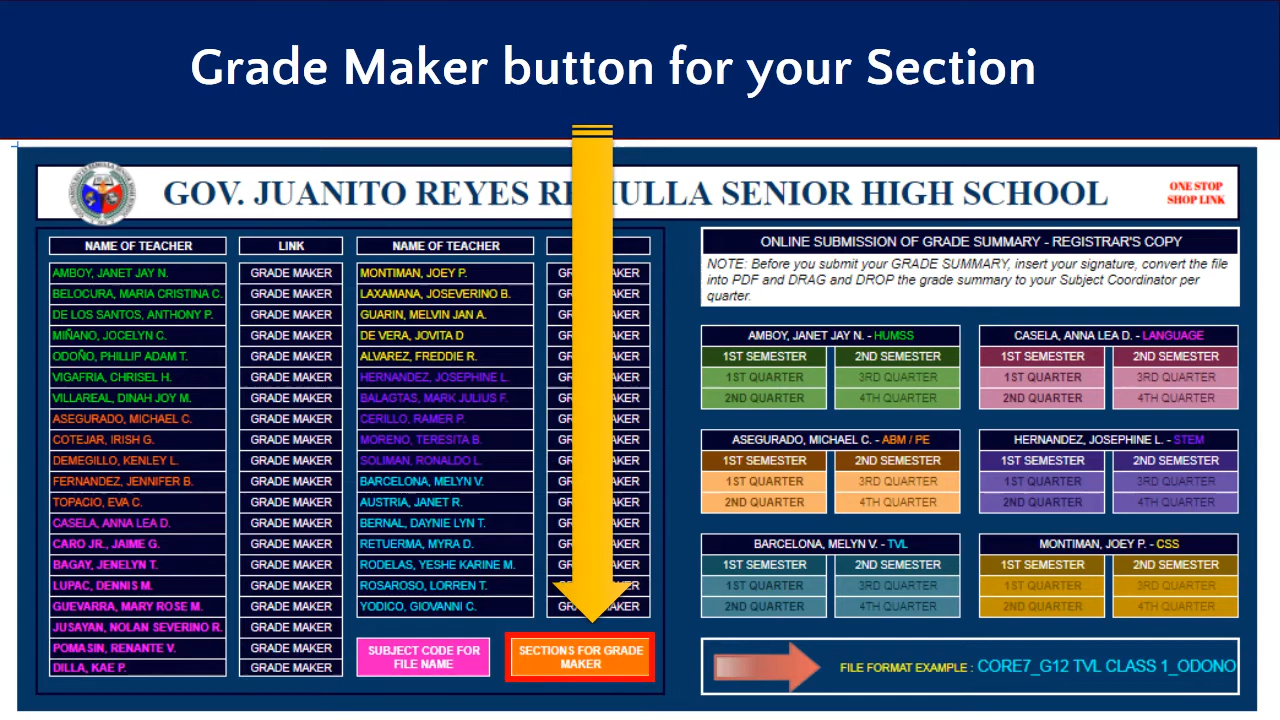 Grade Maker button for your Section
GOV. JUANITO REYES RE ULLA SENIOR HIGH SCHOOL
ONE STOP
SHOP LINK
NAME OF TEACHER LINK NAME OF TEACHER
AMBOY, JANET JAY N. GRADE MAKER MONTIMAN, JOEY P.
BELOCURA, MARIA CRISTINA C. GRADE MAKER LAXAMANA, JOSEVERINO B.
DE LOS SANTOS, ANTHONY P. GRADE MAKER GUARIN, MELVIN JAN A.
MIÑANO, JOCELYN C. GRADE MAKER DE VERA, JOVITA D
ODOÑO, PHILLIP ADAM T. GRADE MAKER ALVAREZ, FREDDIE R.
VIGAFRIA, CHRISEL H. GRADE MAKER HERNANDEZ, JOSEPHINE L.
VILLAREAL, DINAH JOY M. GRADE MAKER BALAGTAS, MARK JULIUS F.
ASEGURADO, MICHAEL C. GRADE MAKER CERILLO, RAMER P.
COTEJAR, IRISH G. GRADE MAKER MORENO, TERESITA B.
DEMEGILLO, KENLEY L. GRADE MAKER SOLIMAN, RONALDO L.
FERNANDEZ, JENNIFER B. GRADE MAKER BARCELONA, MELYN V.
TOPACIO, EVA C. GRADE MAKER AUSTRIA, JANET R.
CASELA, ANNA LEA D. GRADE MAKER BERNAL, DAYNIE LYN T.
CARO JR., JAIME G. GRADE MAKER RETUERMA, MYRA D.
BAGAY, JENELYN T. GRADE MAKER RODELAS, YESHE KARINE M.
LUPAC, DENNIS M. GRADE MAKER ROSAROSO, LORREN T.
GUEVARRA, MARY ROSE M. GRADE MAKER YODICO, GIOVANNI C.
JUSAYAN, NOLAN SEVERINO R. GRADE MAKER
POMASIN, RENANTE V. GRADE MAKER
DILLA, KAE P. GRADE MAKER
SUBJECT CODE FOR
FILE NAME
SECTIONS FOR GRADE
MAKER
ONLINE SUBMISSION OF GRADE SUMMARY - REGISTRAR'S COPY
NOTE: Before you submit your GRADE SUMMARY, insert your signature, convert the file
into PDF and DRAG and DROP the grade summary to your Subject Coordinator per
quarter.
AMBOY, JANET JAY N. - HUMSS
1ST SEMESTER 2ND SEMESTER
1ST QUARTER 3RD QUARTER
2ND QUARTER 4TH QUARTER
CASELA, ANNA LEA D. - LANGUAGE
1ST SEMESTER 2ND SEMESTER
1ST QUARTER 3RD QUARTER
2ND QUARTER 4TH QUARTER
ASEGURADO, MICHAEL C. - ABM / PE
1ST SEMESTER 2ND SEMESTER
1ST QUARTER 3RD QUARTER
2ND QUARTER 4TH QUARTER
HERNANDEZ, JOSEPHINE L. - STEM
1ST SEMESTER 2ND SEMESTER
1ST QUARTER 3RD QUARTER
2ND QUARTER 4TH QUARTER
BARCELONA, MELYN V. - TVL
1ST SEMESTER 2ND SEMESTER
1ST QUARTER 3RD QUARTER
2ND QUARTER 4TH QUARTER
MONTIMAN, JOEY P. - CSS
1ST SEMESTER 2ND SEMESTER
1ST QUARTER 3RD QUARTER
2ND QUARTER 4TH QUARTER
FILE FORMAT EXAMPLE : CORE7_G12 TVL CLASS 1_ODONO